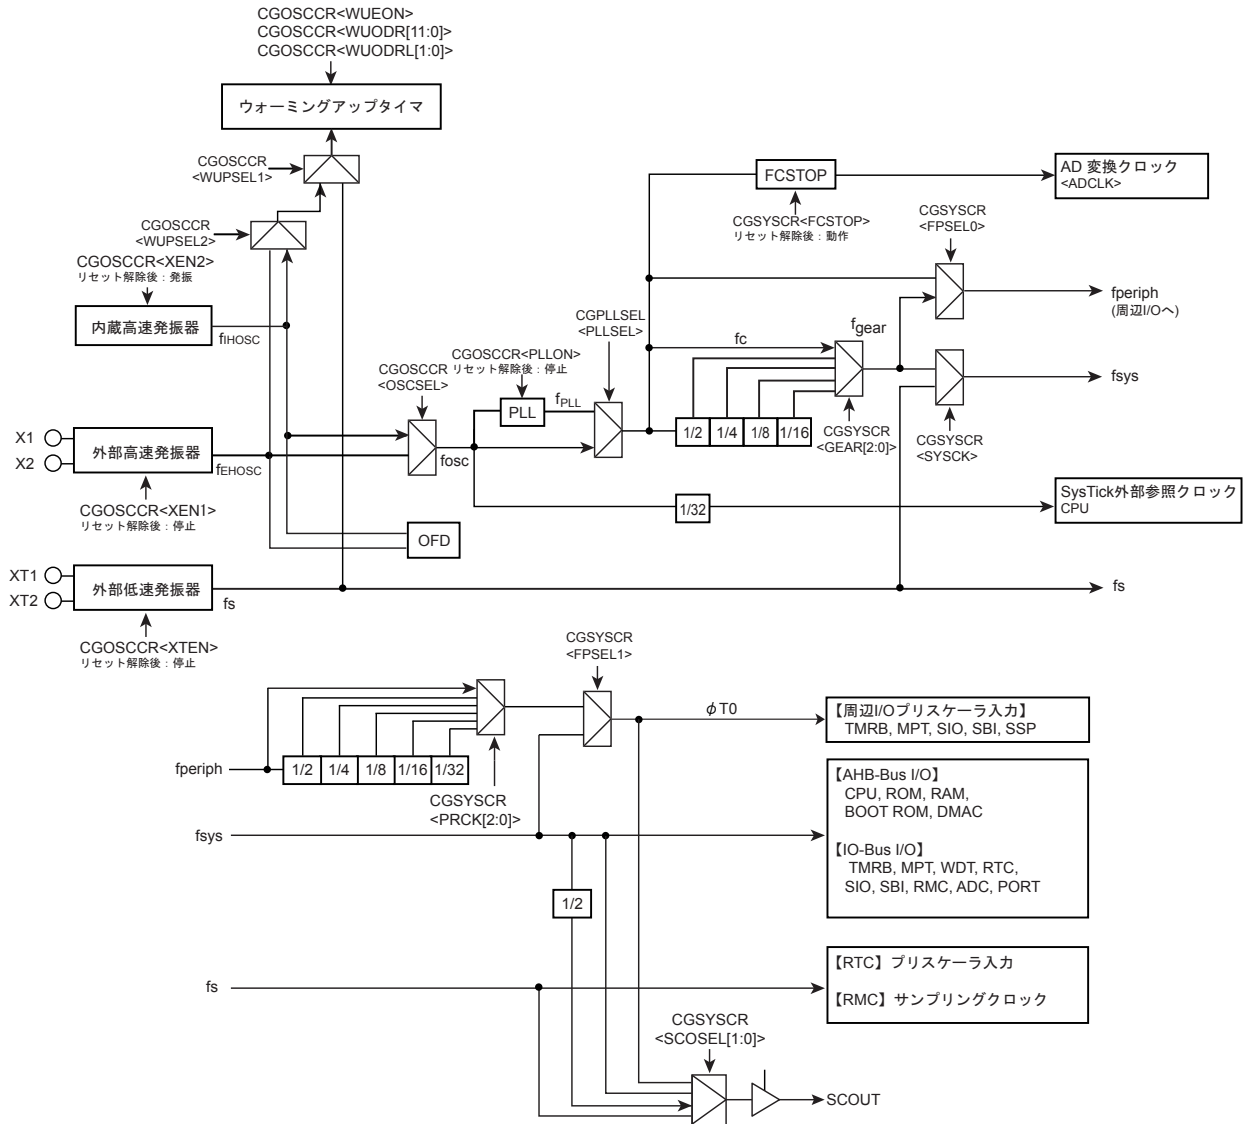 CGOSCCR<WUEON>
CGOSCCR<WUODR[11:0]>
CGOSCCR<WUODRL[1:0]>
ウォーミングアップタイマ
CGOSCCR
<WUPSEL1>
CGOSCCR
<WUPSEL2>
CGOSCCR<XEN2>
リセット解除後：発振
内蔵高速発振器
fIHOSC
FCSTOP
CGSYSCR<FCSTOP>
リセット解除後：動作
AD 変換クロック
<ADCLK>
CGSYSCR
<FPSEL0>
fperiph
(周辺I/Oへ)
CGPLLSEL
<PLLSEL>
fc
fgear
CGOSCCR
<OSCSEL>
CGOSCCR<PLLON>
リセット解除後：停止
PLL
fPLL
fsys
1/2
1/4
1/8
1/16
CGSYSCR
<GEAR[2:0]>
CGSYSCR
<SYSCK>
X1
X2
外部高速発振器
fEHOSC
fosc
CGOSCCR<XEN1>
リセット解除後：停止
1/32
SysTick外部参照クロック
CPU
OFD
XT1
XT2
外部低速発振器
fs
fs
CGOSCCR<XTEN>
リセット解除後：停止
CGSYSCR
<FPSEL1>
φT0
【周辺I/Oプリスケーラ入力】
TMRB, MPT, SIO, SBI, SSP
fperiph
1/2
1/4
1/8
1/16
1/32
CGSYSCR
<PRCK[2:0]>
【AHB-Bus I/O】
CPU, ROM, RAM,
BOOT ROM, DMAC
fsys
【IO-Bus I/O】
TMRB, MPT, WDT, RTC,
SIO, SBI, RMC, ADC, PORT
1/2
fs
【RTC】プリスケーラ入力
【RMC】サンプリングクロック
CGSYSCR
<SCOSEL[1:0]>
SCOUT